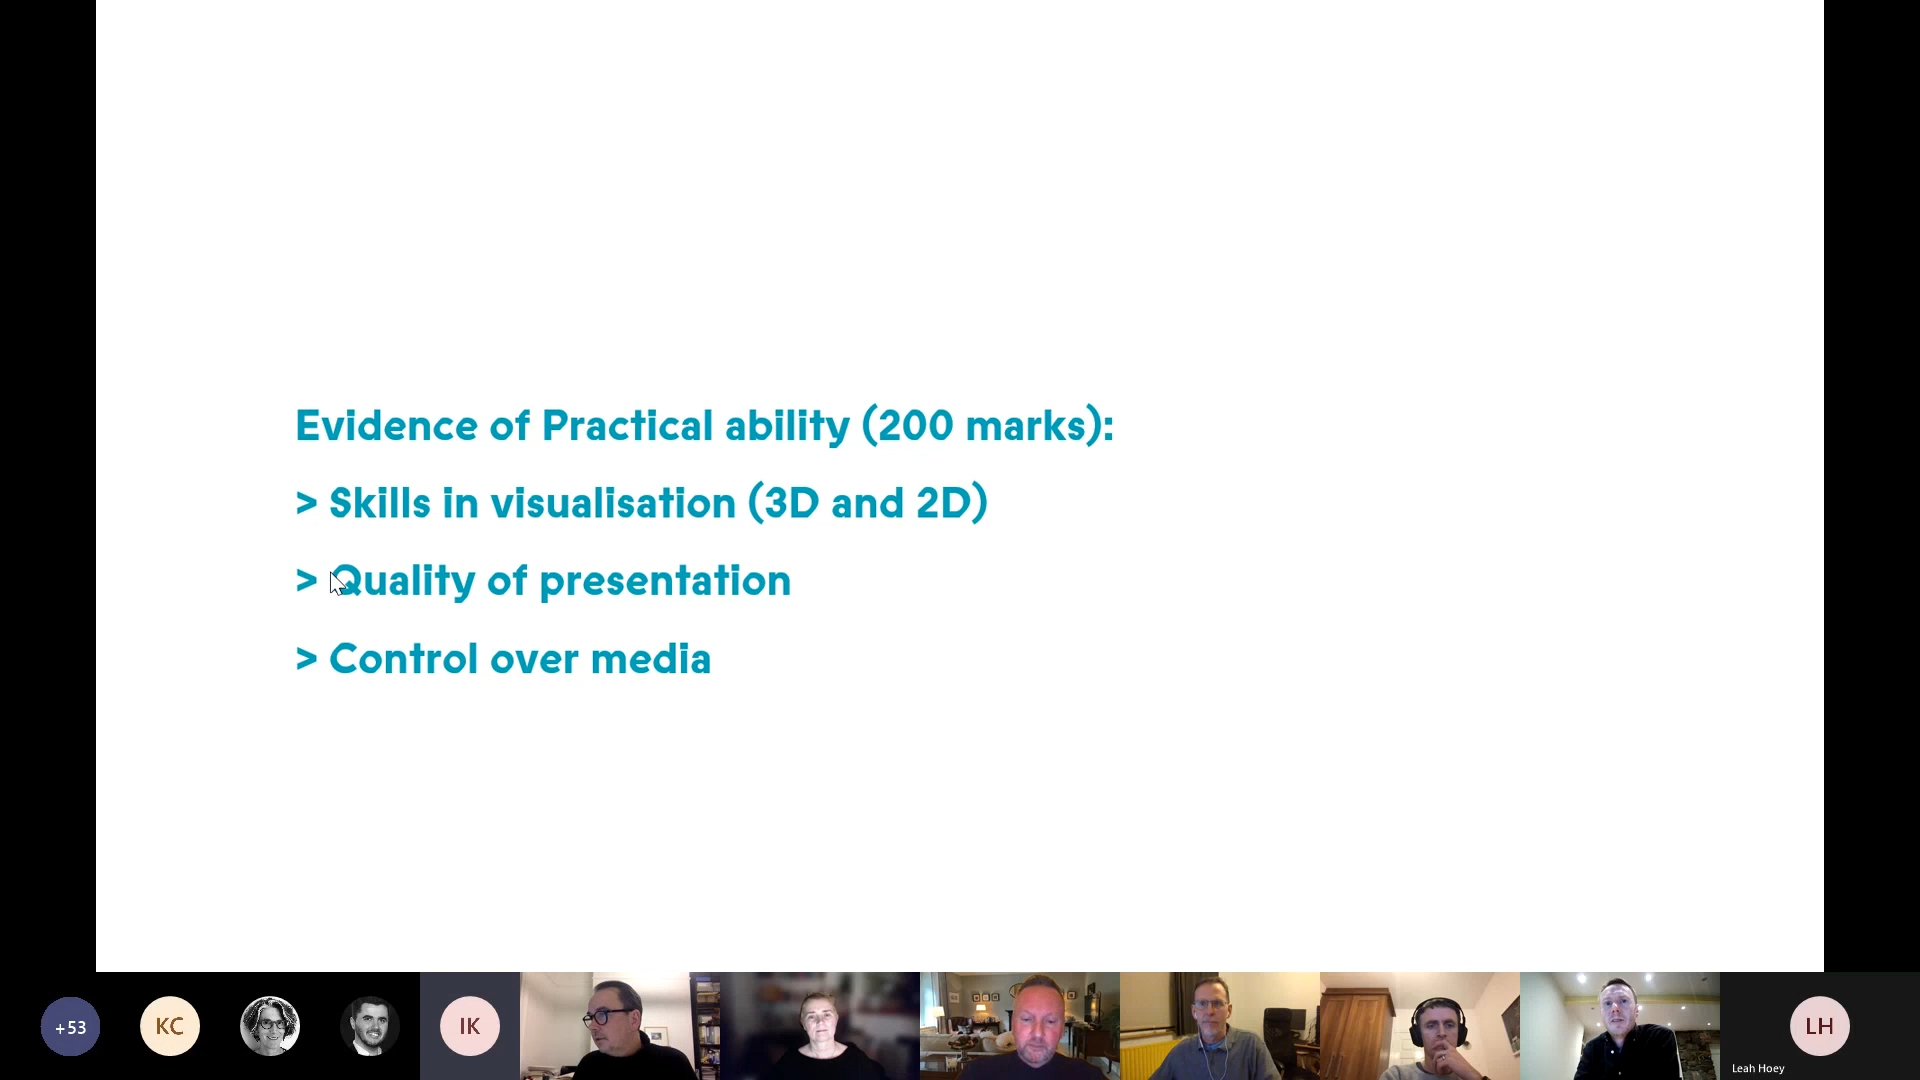 Evidence of Practical ability (200 marks):
> Skills in visualisation (3D and 2D)
> Quality of presentation
> Control over media
+53
KC
IK
LH
Leah Hoey